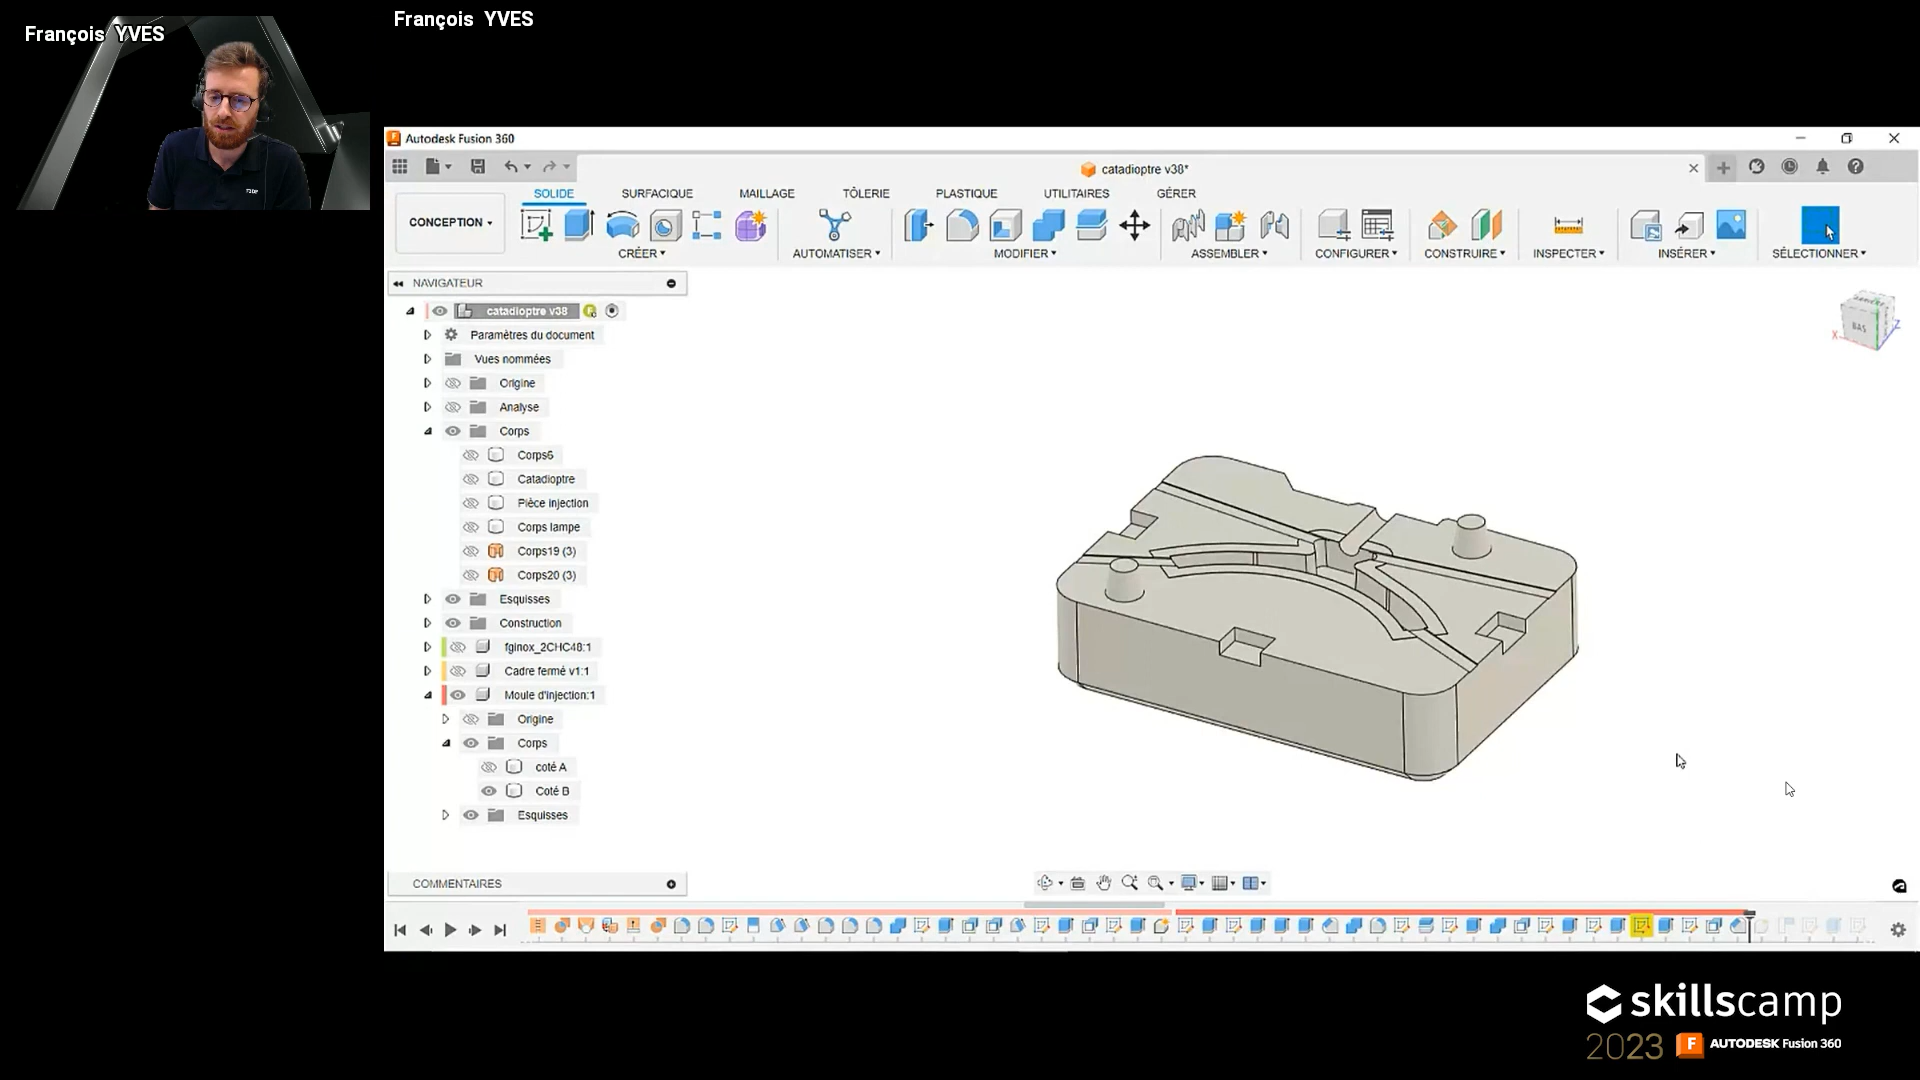 François YVES
François YVES
Autodesk Fusion 360
catadioptre v38*
SOLIDE SURFACIQUE MAILLAGE TÔLERIE PLASTIQUE UTILITAIRES GÉRER
CONCEPTION
CRÉER AUTOMATISER MODIFIER ASSEMBLER CONFIGURER CONSTRUIRE INSPECTER INSÉRER SÉLECTIONNER
NAVIGATEUR
catadioptre v38
Paramètres du document
Vues nommées
Origine
Analyse
Corps
Corps6
Catadioptre
Pièce injection
Corps lampe
Corps19 (3)
Corps20 (3)
Esquisses
Construction
fginox_2CHC48:1
Cadre fermé v1:1
Moule d'injection:1
Origine
Corps
coté A
Coté B
Esquisses
BAS
X
Z
COMMENTAIRES
skillscamp
2023 F AUTODESK Fusion 360